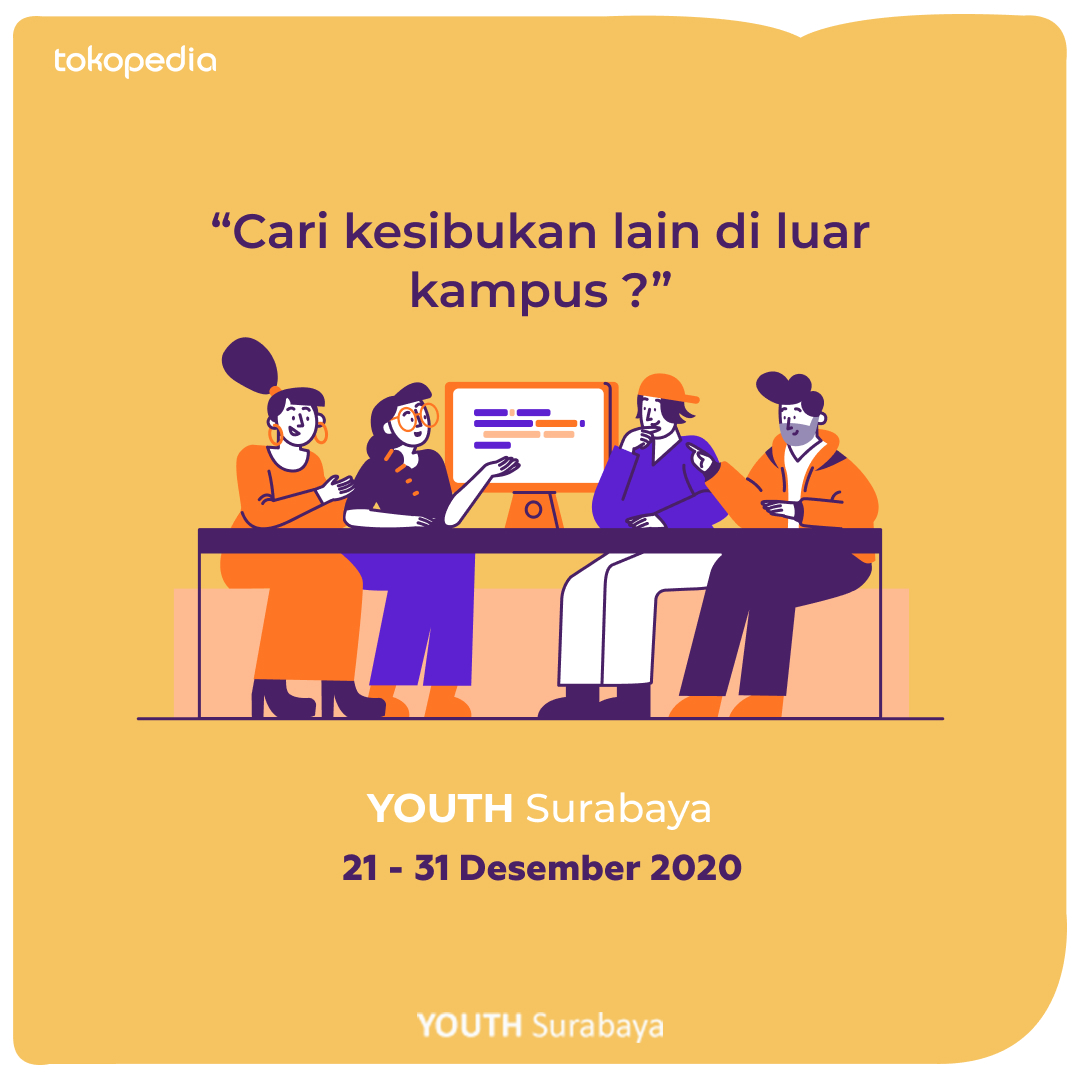 tokopedia
“Cari kesibukan lain di luar
kampus ?”
YOUTH Surabaya
21 - 31 Desember 2020
YOUTH Surabaya